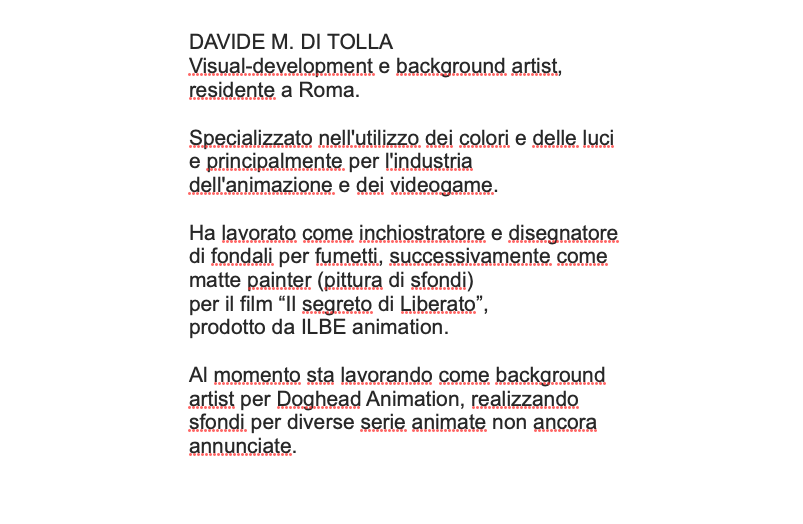 DAVIDE M. DI TOLLA
Visual-development e background artist,
residente a Roma.
Specializzato nell'utilizzo dei colori e delle luci
e principalmente per l'industria
dell'animazione e dei videogame.
Ha lavorato come inchiostratore e disegnatore
di fondali per fumetti, successivamente come
matte painter (pittura di sfondi)
per il film “Il segreto di Liberato”,
prodotto da ILBE animation.
Al momento sta lavorando come background
artist per Doghead Animation, realizzando
sfondi per diverse serie animate non ancora
annunciate.